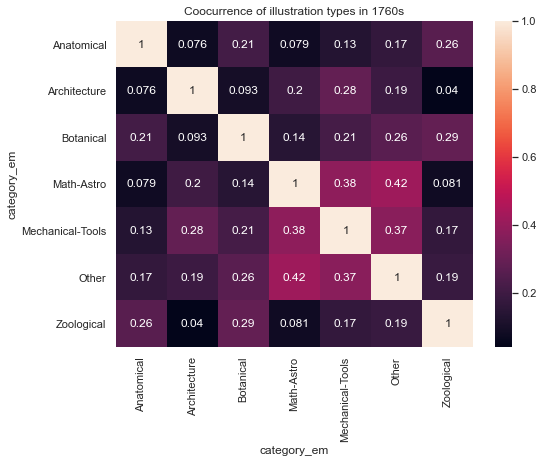 Coocurrence of illustration types in 1760s
category_em
Anatomical 1 0.076 0.21 0.079 0.13 0.17 0.26
Architecture 0.076 1 0.093 0.2 0.28 0.19 0.04
Botanical 0.21 0.093 1 0.14 0.21 0.26 0.29
Math-Astro 0.079 0.2 0.14 1 0.38 0.42 0.081
Mechanical-Tools 0.13 0.28 0.21 0.38 1 0.37 0.17
Other 0.17 0.19 0.26 0.42 0.37 1 0.19
Zoological 0.26 0.04 0.29 0.081 0.17 0.19 1
Anatomical
Architecture
Botanical
Math-Astro
Mechanical-Tools
Other
Zoological
category_em
1.0
0.8
0.6
0.4
0.2